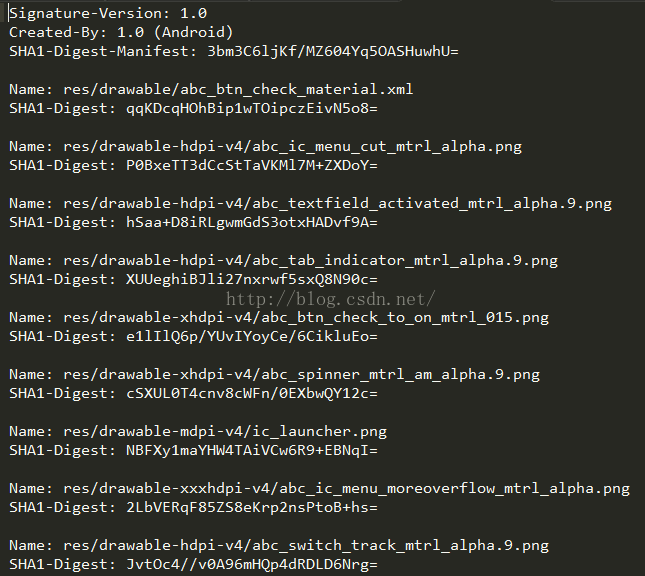 Signature-Version: 1.0
Created-By: 1.0 (Android)
SHA1-Digest-Manifest: 3bm3C6ljKf/MZ604Yq5OASHuwhU=

Name: res/drawable/abc_btn_check_material.xml
SHA1-Digest: qqKDcqHOhBip1wTOipczEivN5o8=

Name: res/drawable-hdpi-v4/abc_ic_menu_cut_mtrl_alpha.png
SHA1-Digest: P0BxeTT3dCcStTaVKMl7M+ZXDoY=

Name: res/drawable-hdpi-v4/abc_textfield_activated_mtrl_alpha.9.png
SHA1-Digest: hSaa+D8iRLgwmGdS3otxHADvf9A=

Name: res/drawable-hdpi-v4/abc_tab_indicator_mtrl_alpha.9.png
SHA1-Digest: XUUeghiBJli27nxrwf5sxQ8N90c=
http://blog.csdn.net/

Name: res/drawable-xhdpi-v4/abc_btn_check_to_on_mtrl_015.png
SHA1-Digest: e1lIlQ6p/YUvIYoyCe/6CikluEo=

Name: res/drawable-xhdpi-v4/abc_spinner_mtrl_am_alpha.9.png
SHA1-Digest: cSXUL0T4cnv8cWFn/0EXbwQY12c=

Name: res/drawable-mdpi-v4/ic_launcher.png
SHA1-Digest: NBFXy1maYHW4TAiVCw6R9+EBNqI=

Name: res/drawable-xxxhdpi-v4/abc_ic_menu_moreoverflow_mtrl_alpha.png
SHA1-Digest: 2LbVERqF85ZS8eKrp2nsPtoB+hs=

Name: res/drawable-hdpi-v4/abc_switch_track_mtrl_alpha.9.png
SHA1-Digest: JvtOc4//v0A96mHQp4dRDLD6Nrg=